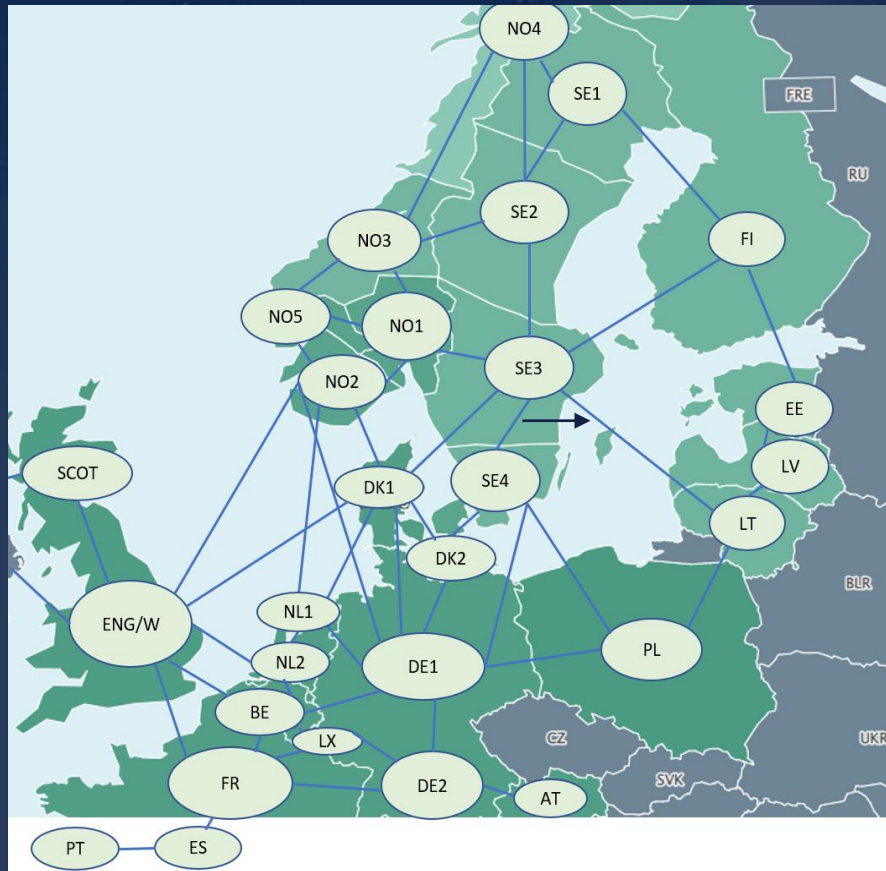 NO4
SE1
FRE
RU
SE2
NO3
FI
NO5
NO1
SE3
NO2
EE
LV
SCOT
DK1
SE4
LT
DK2
BLR
NL1
ENG/W
NL2
DE1
PL
BE
LX
CZ
UKR
SVK
FR
DE2
AT
PT
ES